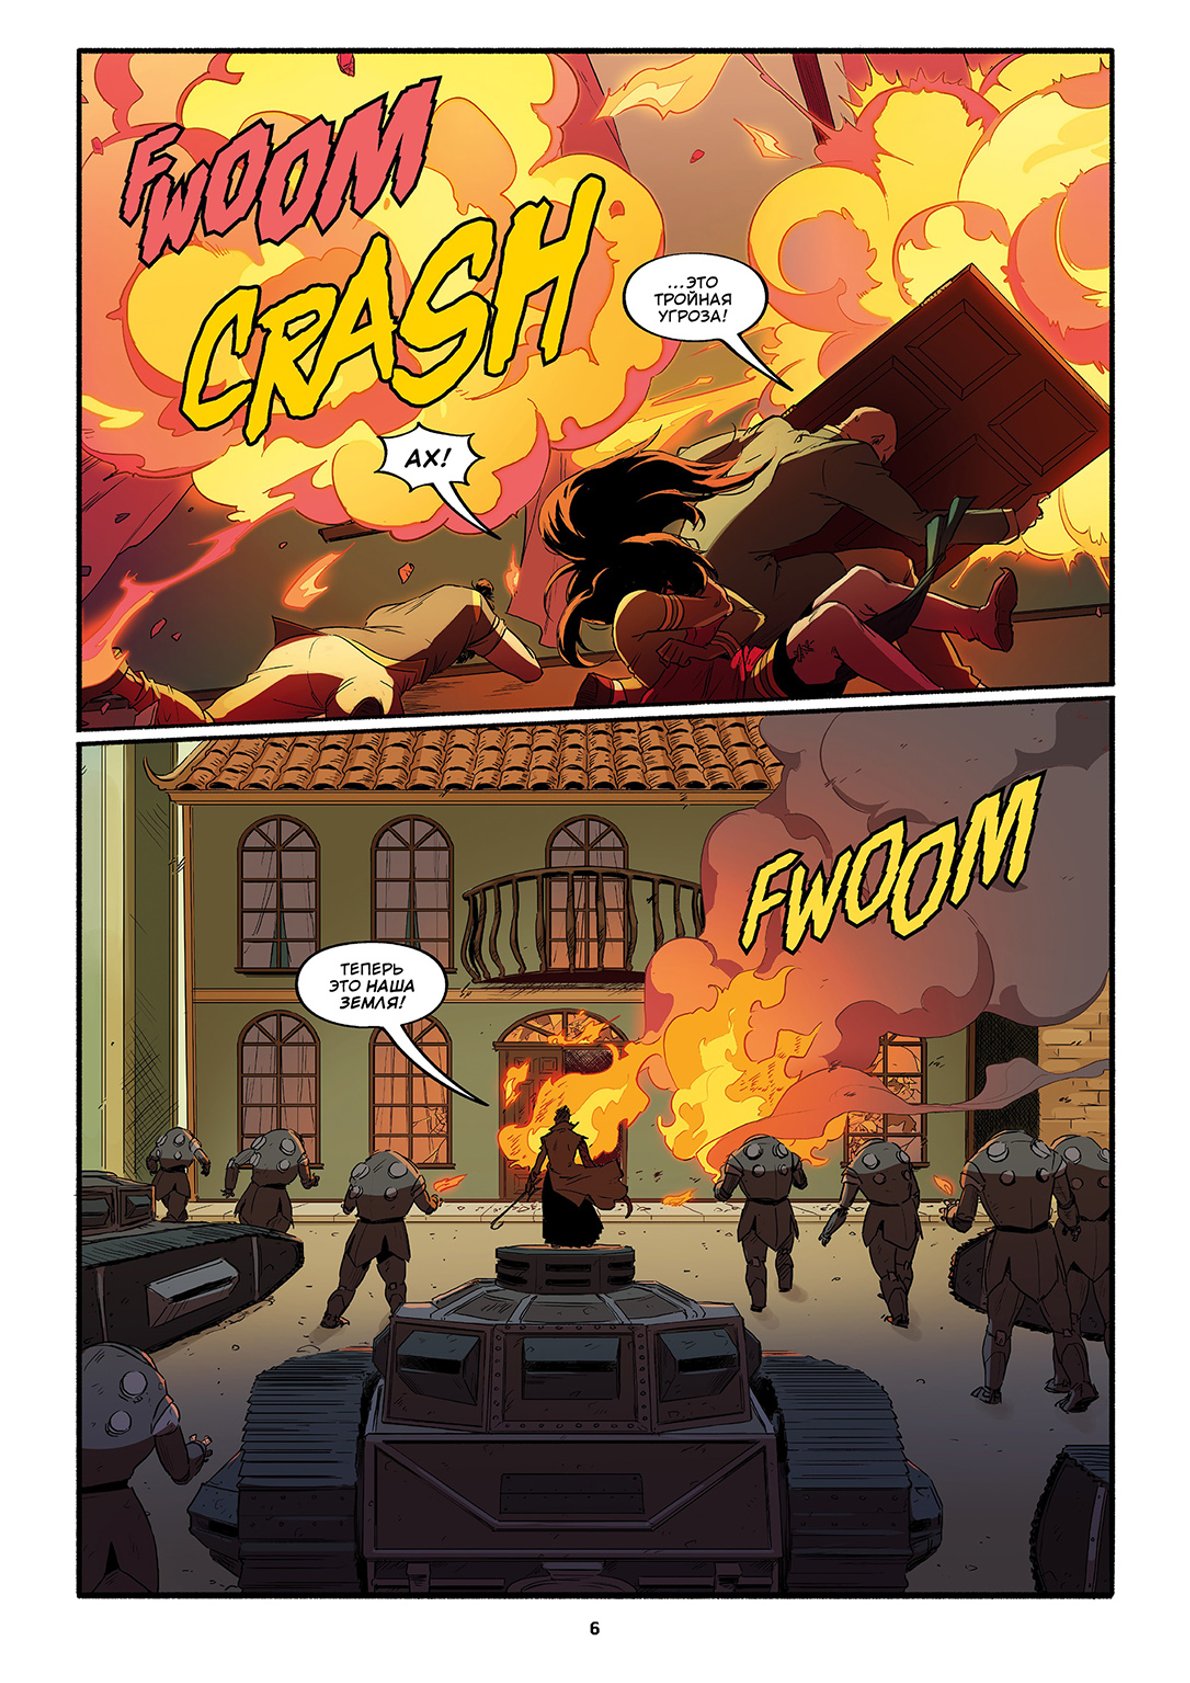 FWOOM
CRASH
...ЭТО
ТРОЙНАЯ
УГРОЗА!
АХ!
FWOOM
ТЕПЕРЬ
ЭТО НАША
ЗЕМЛЯ!
6